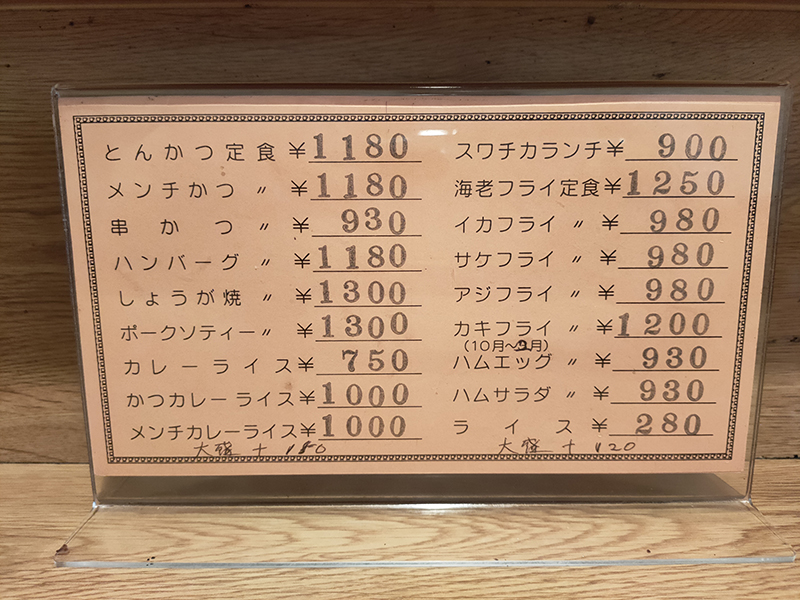 とんかつ定食 ¥1180
メンチかつ 〃 ¥1180
串かつ 〃 ¥930
ハンバーグ 〃 ¥1180
しょうが焼 〃 ¥1300
ポークソティー 〃 ¥1300
カレーライス ¥750
かつカレーライス ¥1000
メンチカレーライス ¥1000
大盛 +
スワチカランチ ¥900
海老フライ定食 ¥1250
イカフライ 〃 ¥980
サケフライ 〃 ¥980
アジフライ 〃 ¥980
カキフライ 〃 ¥1200
(10月〜3月)
ハムエッグ 〃 ¥930
ハムサラダ 〃 ¥930
ライス ¥280
大盛 + ¥120